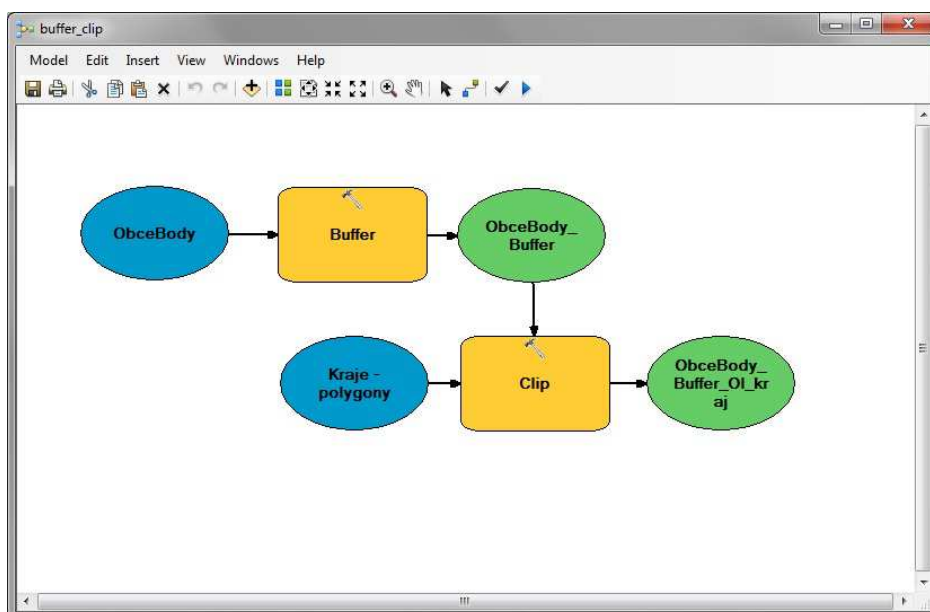 buffer_clip
Model Edit Insert View Windows Help
ObceBody
Buffer
ObceBody_
Buffer
Kraje -
polygony
Clip
ObceBody_
Buffer_Ol_kr
aj